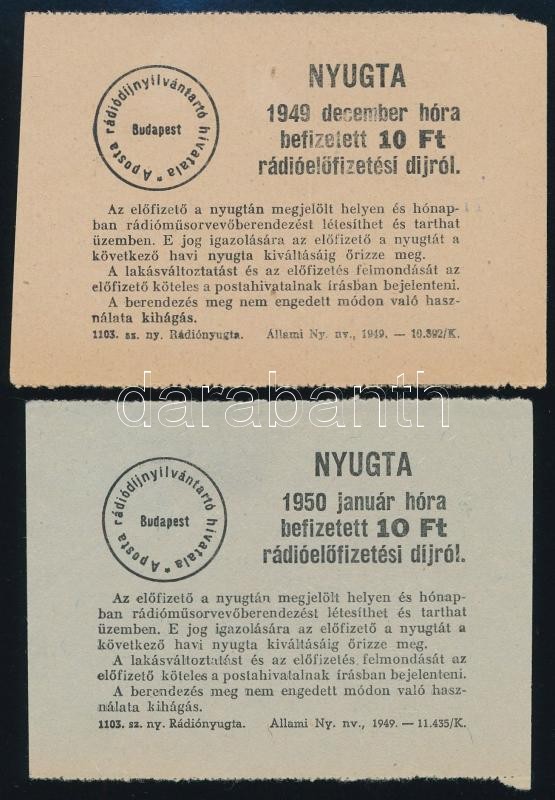 A posta rádiódíjnyilvántartó hivatala *
Budapest
NYUGTA
1949 december hóra
befizetett 10 Ft
rádióelőfizetési díjról.
Az előfizető a nyugtán megjelölt helyen és hónap-
ban rádióműsorvevőberendezést létesíthet és tarthat
üzemben. E jog igazolására az előfizető a nyugtát a
következő havi nyugta kiváltásáig őrizze meg.
A lakásváltoztatást és az előfizetés felmondását az
előfizető köteles a postahivatalnak írásban bejelenteni.
A berendezés meg nem engedett módon való hasz-
nálata kihágás.
1103. sz. ny. Rádiónyugta. Állami Ny. nv., 1949. — 10.392/K.
darabanth
A posta rádiódíjnyilvántartó hivatala *
Budapest
NYUGTA
1950 január hóra
befizetett 10 Ft
rádióelőfizetési díjról.
Az előfizető a nyugtán megjelölt helyen és hónap-
ban rádióműsorvevőberendezést létesíthet és tarthat
üzemben. E jog igazolására az előfizető a nyugtát a
következő havi nyugta kiváltásáig őrizze meg.
A lakásváltoztatást és az előfizetés felmondását az
előfizető köteles a postahivatalnak írásban bejelenteni.
A berendezés meg nem engedett módon való hasz-
nálata kihágás.
1103. sz. ny. Rádiónyugta. Állami Ny. nv., 1949. — 11.435/K.